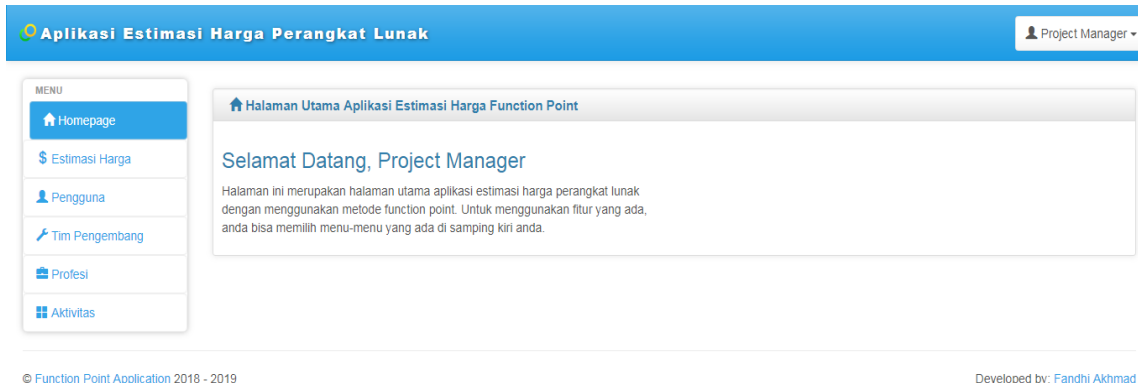 Aplikasi Estimasi Harga Perangkat Lunak
Project Manager
MENU
Homepage
Estimasi Harga
Pengguna
Tim Pengembang
Profesi
Aktivitas
Halaman Utama Aplikasi Estimasi Harga Function Point
Selamat Datang, Project Manager
Halaman ini merupakan halaman utama aplikasi estimasi harga perangkat lunak
dengan menggunakan metode function point. Untuk menggunakan fitur yang ada,
anda bisa memilih menu-menu yang ada di samping kiri anda.
© Function Point Application 2018 - 2019
Developed by: Fandhi Akhmad